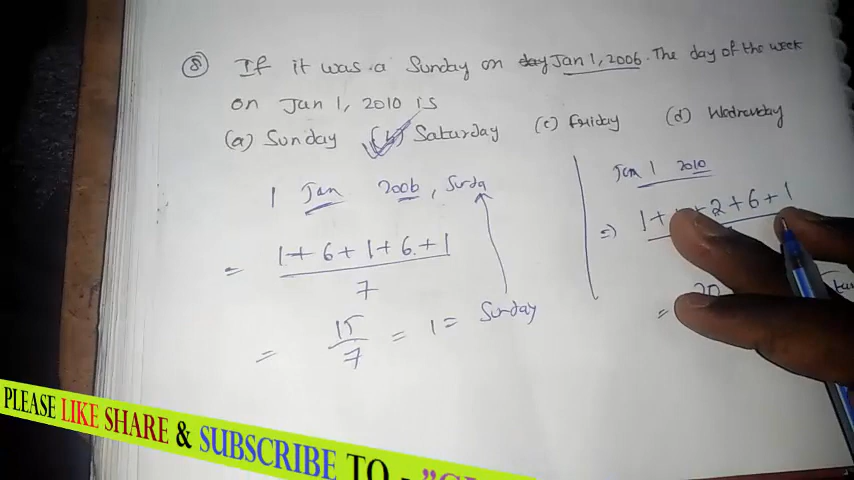 ⑧ If it was a Sunday on Jan 1, 2006. The day of the week
on Jan 1, 2010 is
(a) Sunday (b) Saturday (c) Friday (d) Wednesday
1 Jan 2006, Sunda
= 1+6+1+6+1
7
= 15
7 = 1 = Sunday
Jan 1 2010
=) 1+ +2+6+1
= 20
PLEASE LIKE SHARE & SUBSCRIBE TO -